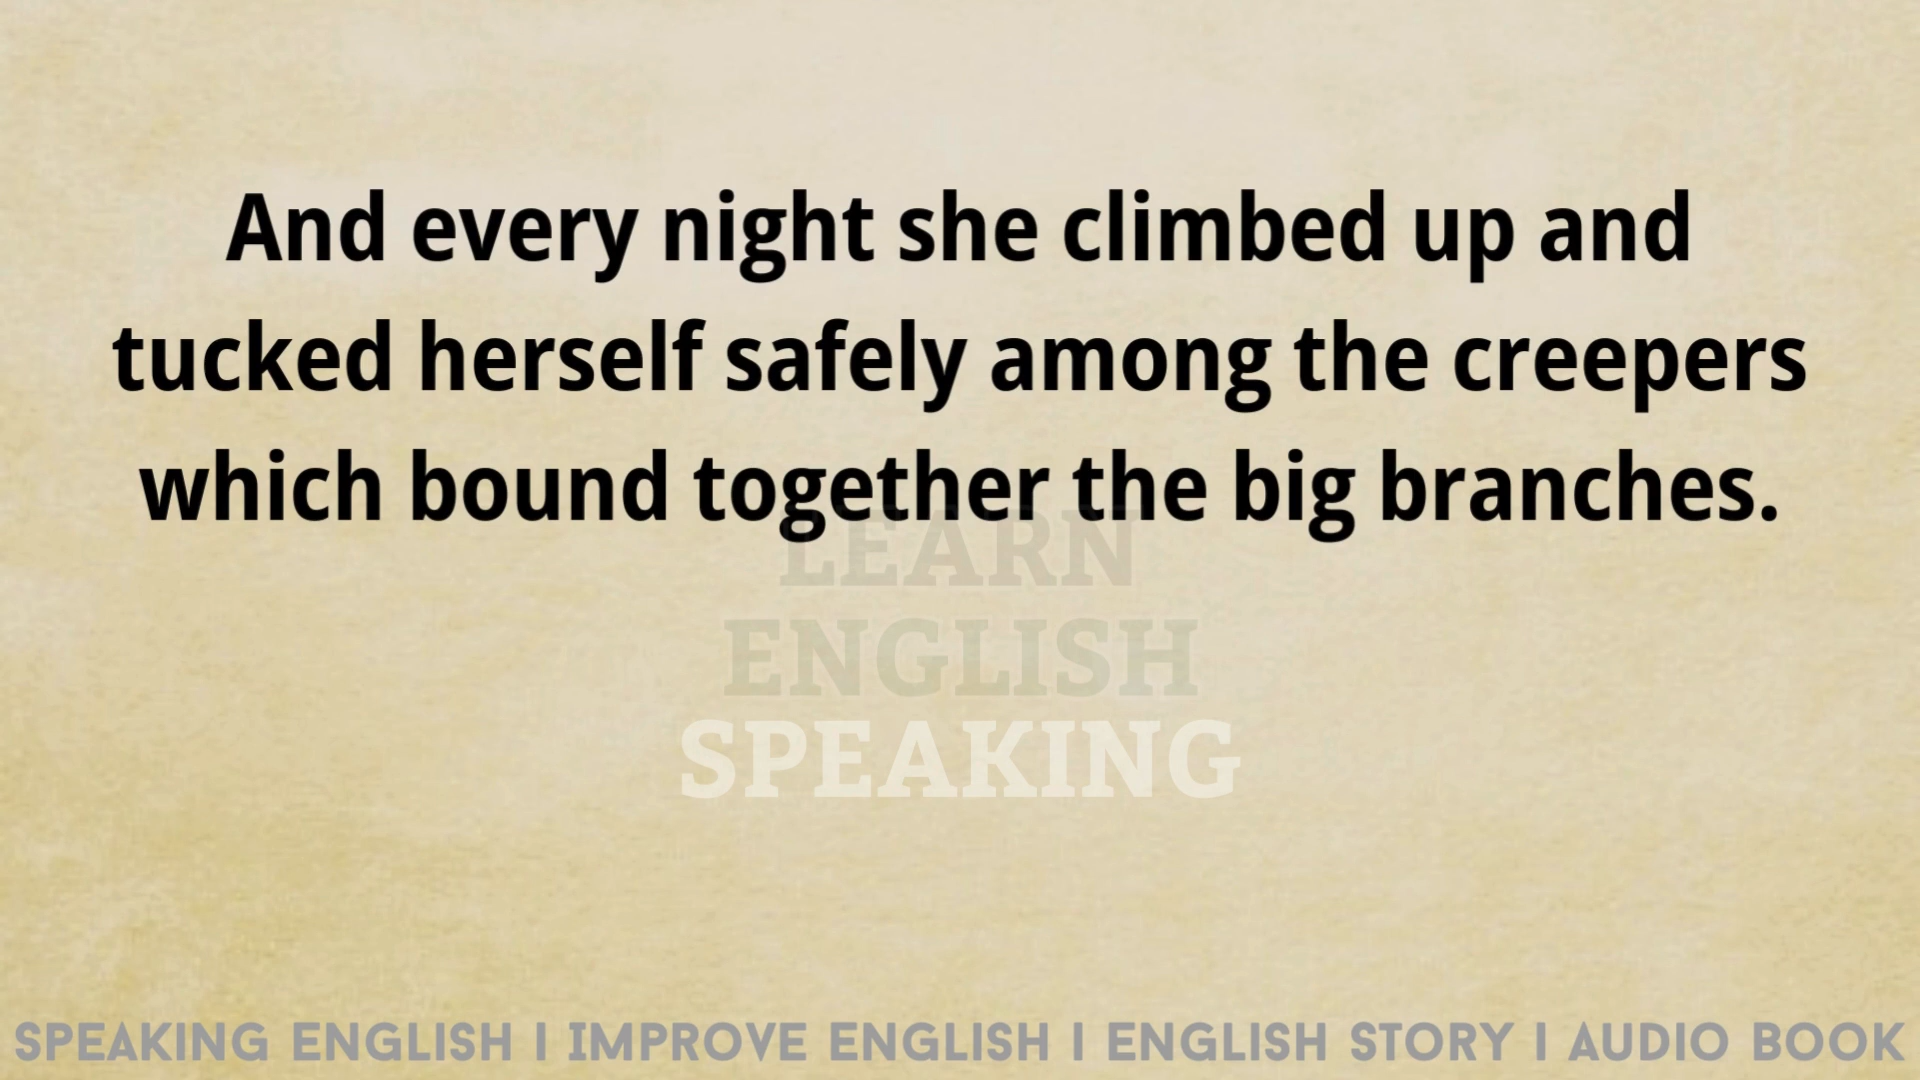 And every night she climbed up and
tucked herself safely among the creepers
which bound together the big branches.
LEARN
ENGLISH
SPEAKING
SPEAKING ENGLISH I IMPROVE ENGLISH I ENGLISH STORY I AUDIO BOOK